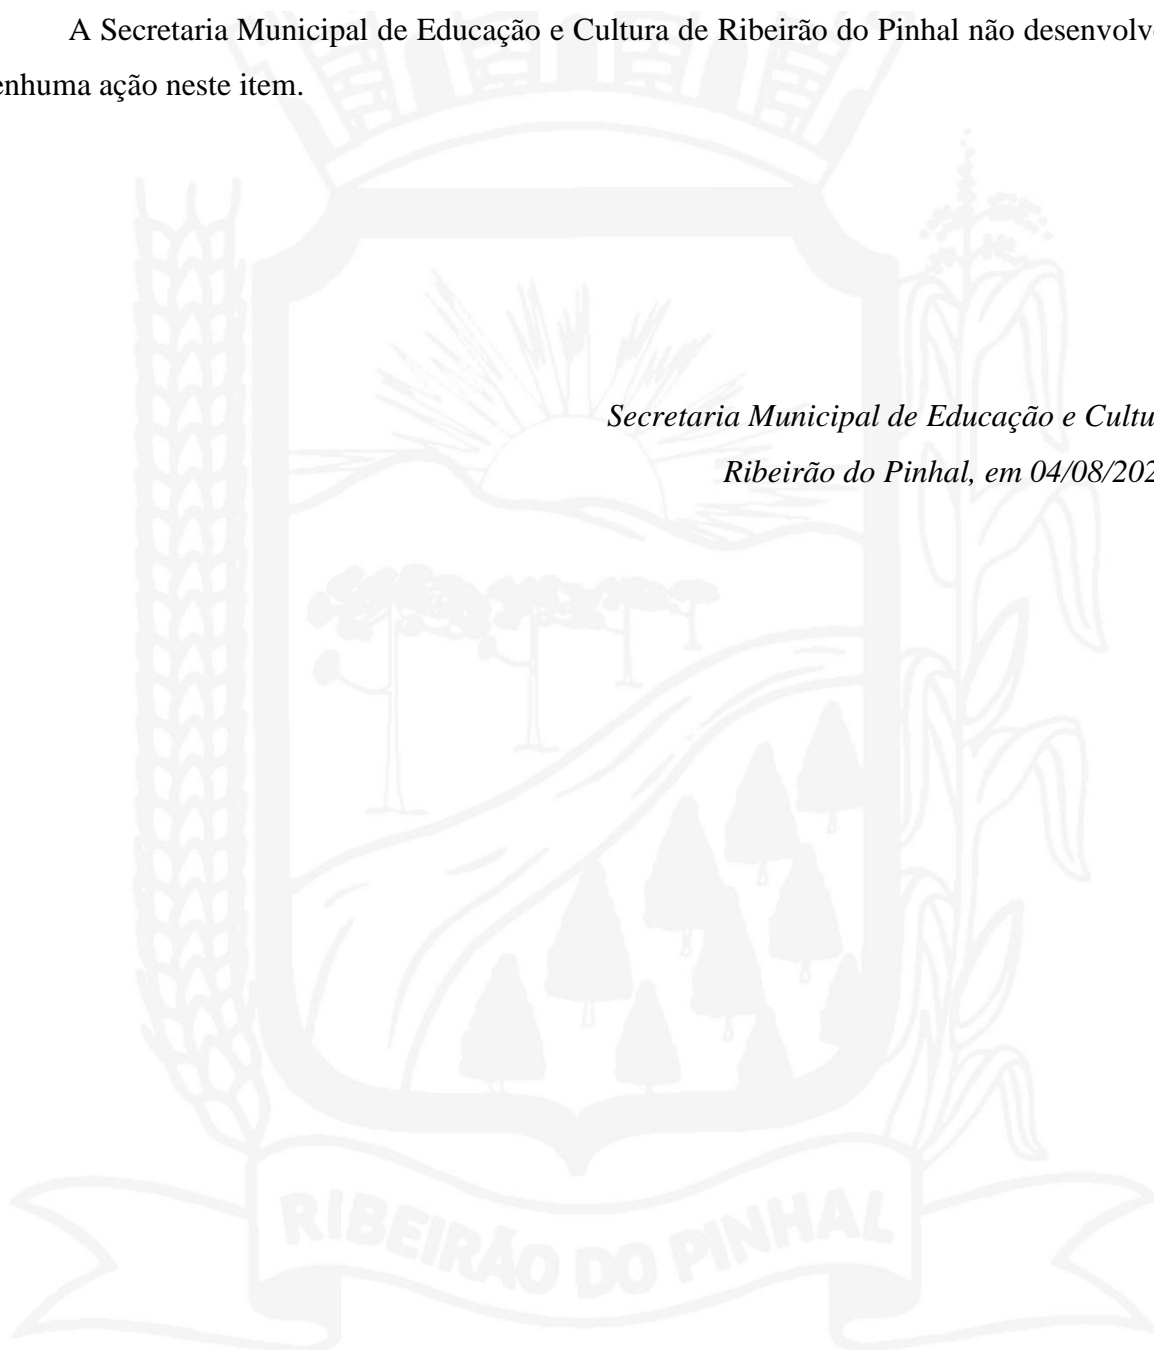 A Secretaria Municipal de Educação e Cultura de Ribeirão do Pinhal não desenvolve
enhuma ação neste item.
Secretaria Municipal de Educação e Cultu
Ribeirão do Pinhal, em 04/08/202
RIBEIRÃO DO PINHAL